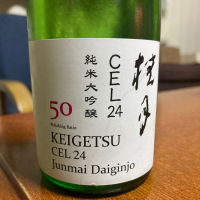 桂月
CEL24
純米大吟醸
50
Polishing Ratio
KEIGETSU
CEL 24
Junmai Daiginjo